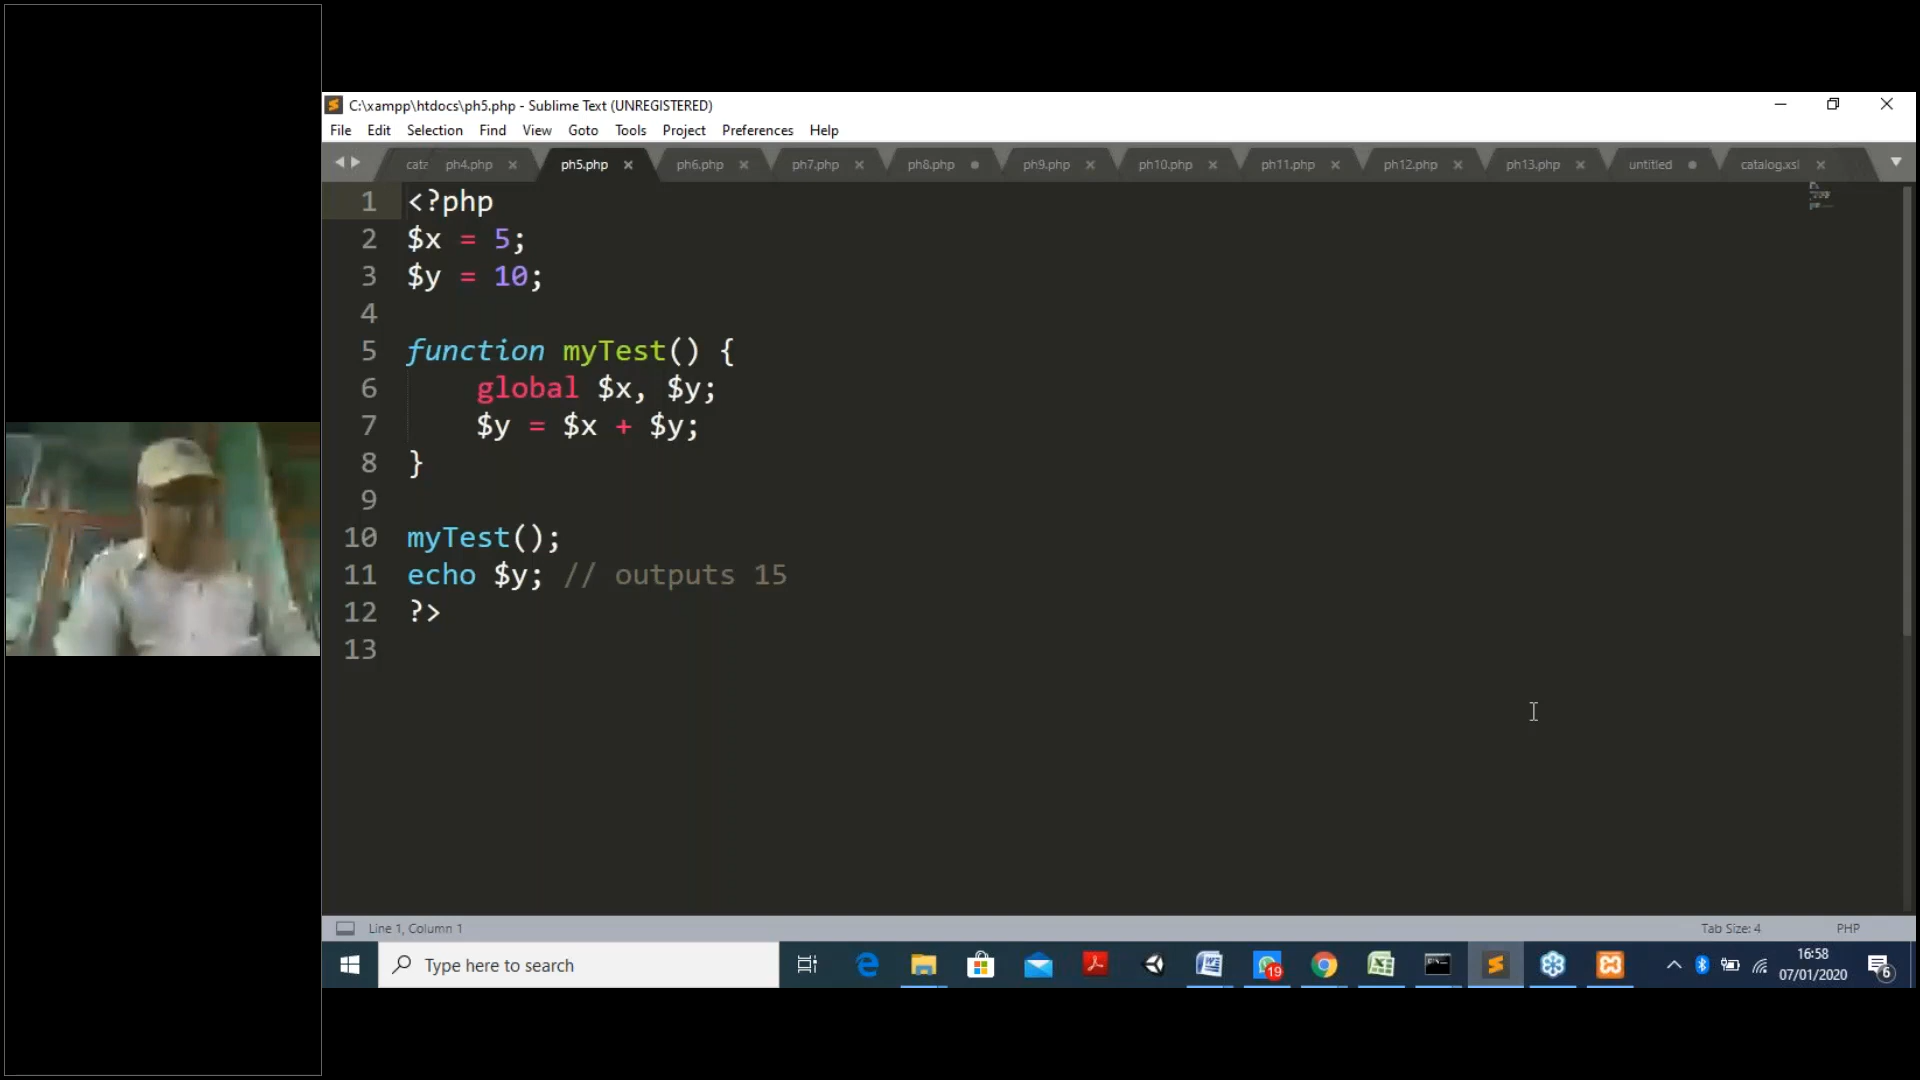 C:\xampp\htdocs\ph5.php - Sublime Text (UNREGISTERED)
File Edit Selection Find View Goto Tools Project Preferences Help
cata ph4.php ph5.php ph6.php ph7.php ph8.php ph9.php ph10.php ph11.php ph12.php ph13.php untitled catalog.xsl
1 <?php
2 $x = 5;
3 $y = 10;
4
5 function myTest() {
6 global $x, $y;
7 $y = $x + $y;
8 }
9
10 myTest();
11 echo $y; // outputs 15
12 ?>
13
Line 1, Column 1 Tab Size: 4 PHP
Type here to search 19 16:58
07/01/2020 6